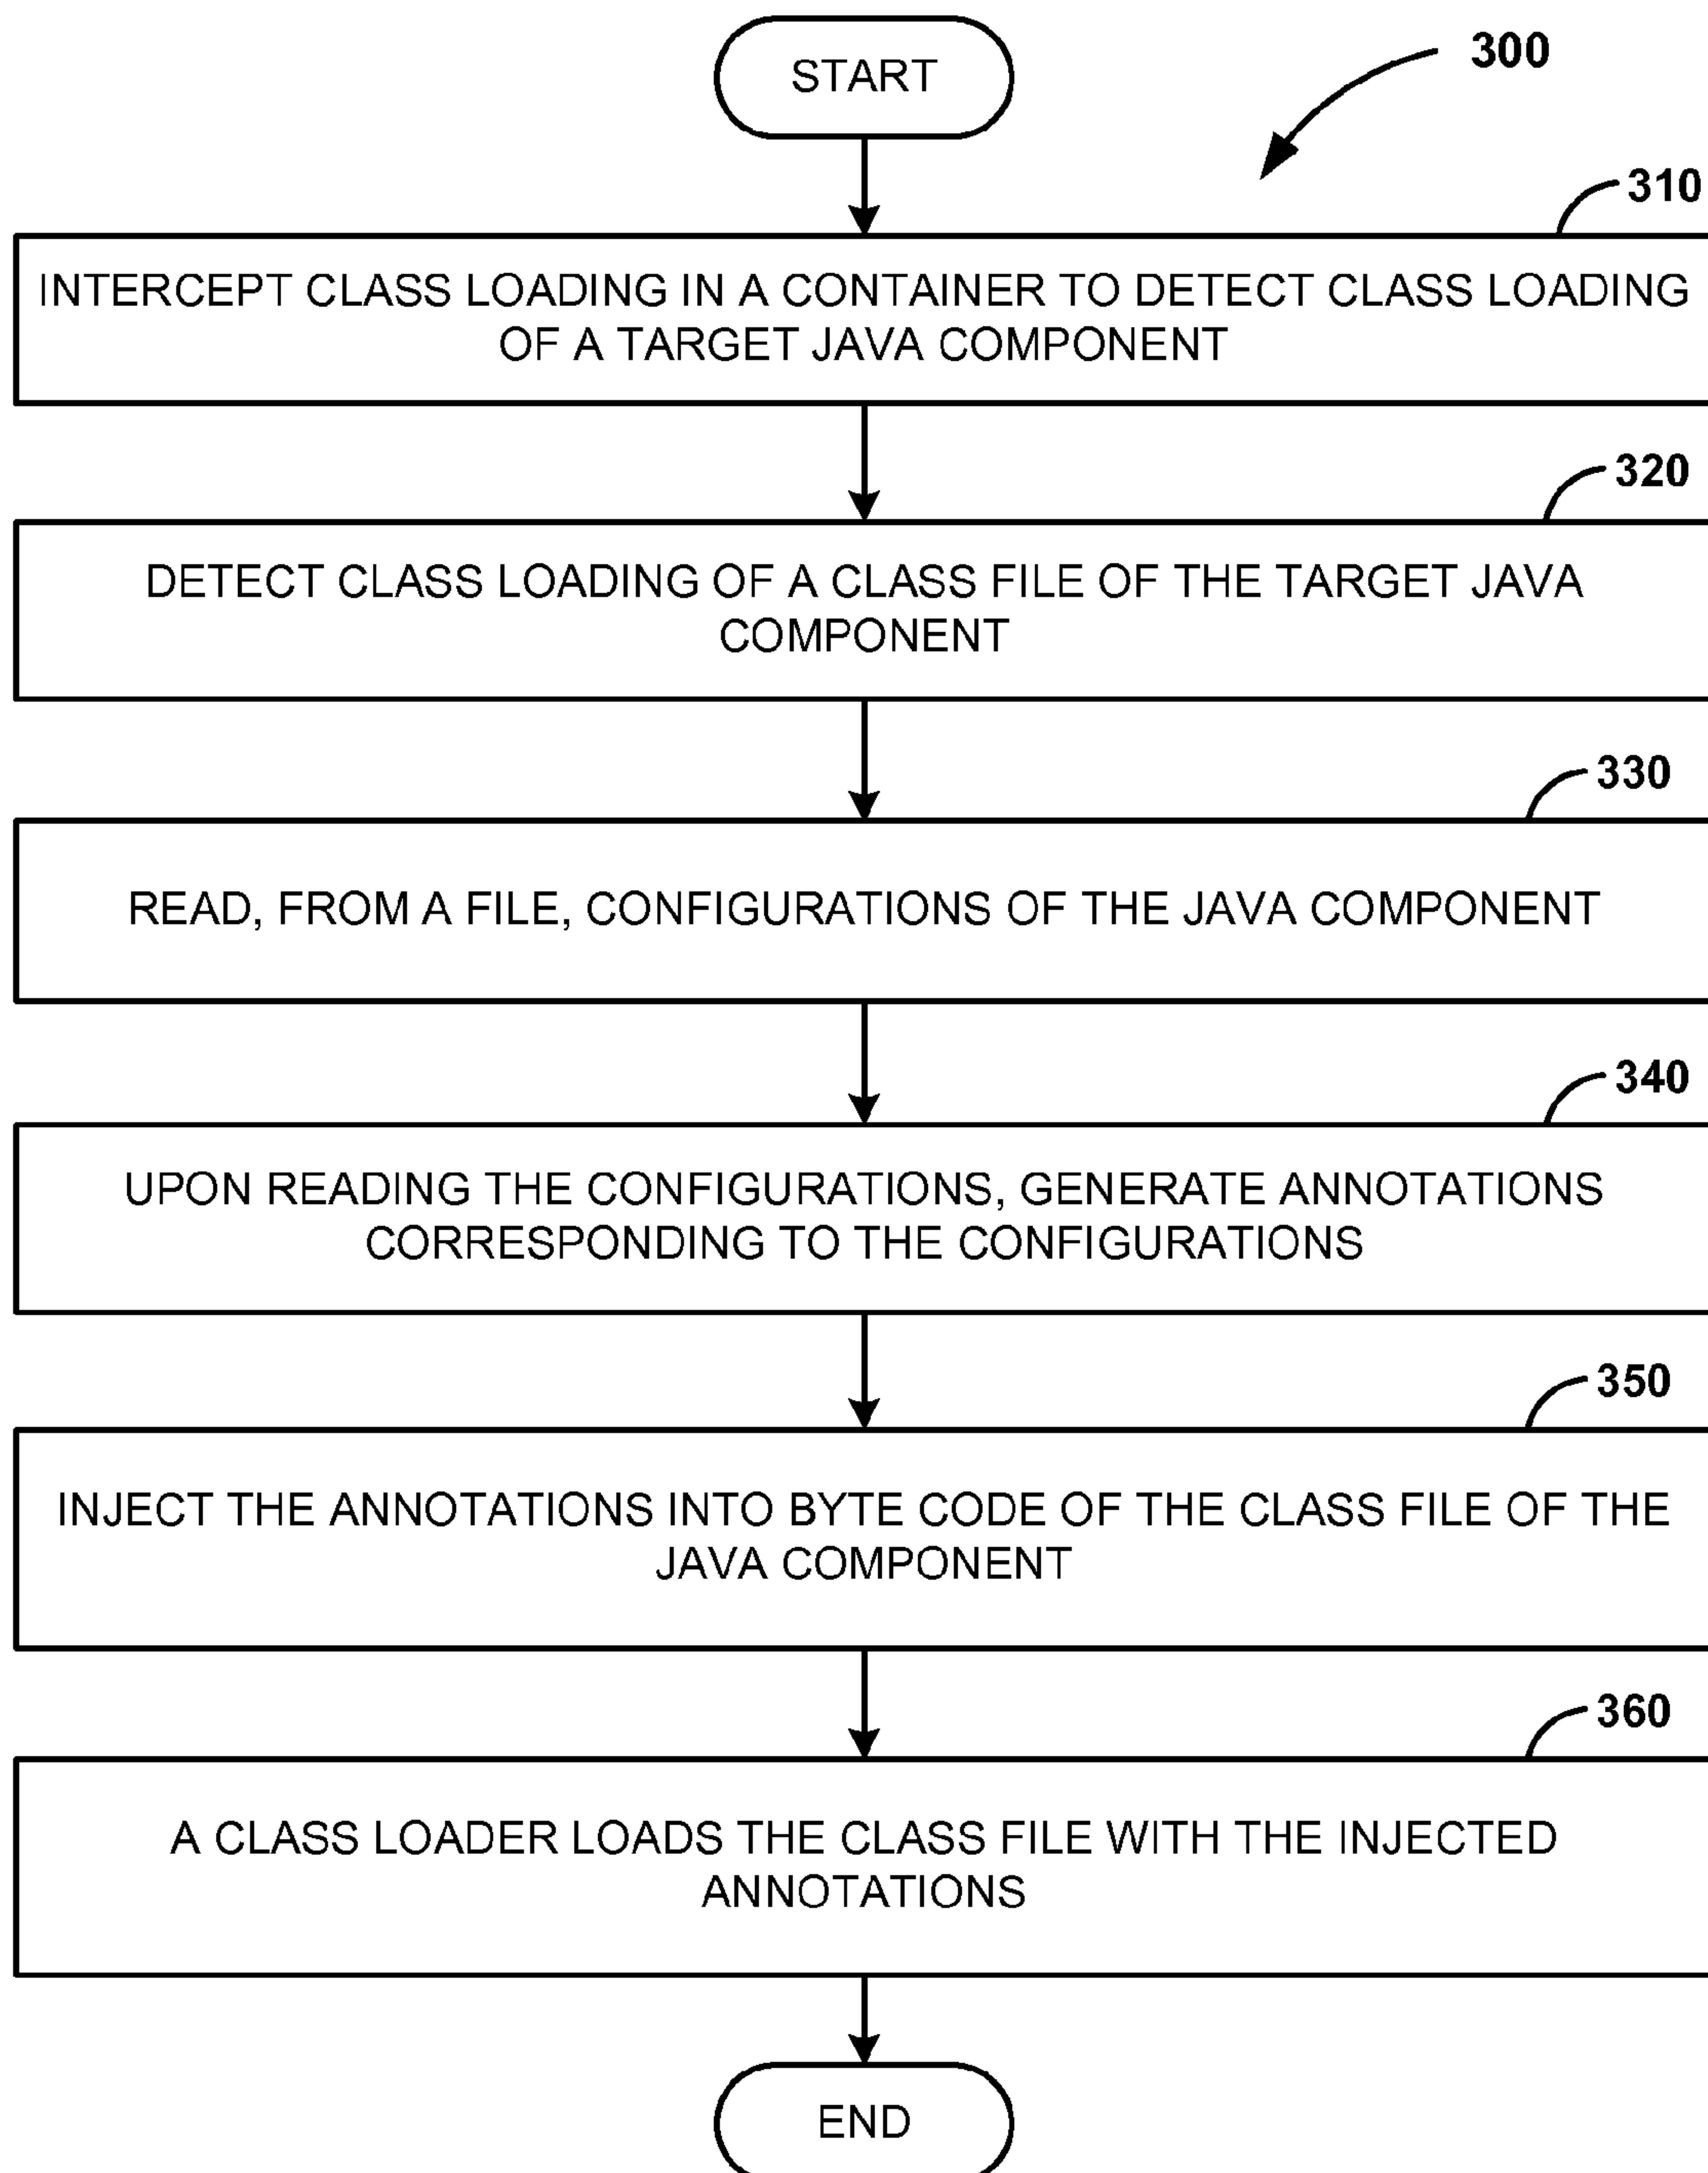 START
300
310
INTERCEPT CLASS LOADING IN A CONTAINER TO DETECT CLASS LOADING
OF A TARGET JAVA COMPONENT
320
DETECT CLASS LOADING OF A CLASS FILE OF THE TARGET JAVA
COMPONENT
330
READ, FROM A FILE, CONFIGURATIONS OF THE JAVA COMPONENT
340
UPON READING THE CONFIGURATIONS, GENERATE ANNOTATIONS
CORRESPONDING TO THE CONFIGURATIONS
350
INJECT THE ANNOTATIONS INTO BYTE CODE OF THE CLASS FILE OF THE
JAVA COMPONENT
360
A CLASS LOADER LOADS THE CLASS FILE WITH THE INJECTED
ANNOTATIONS
END